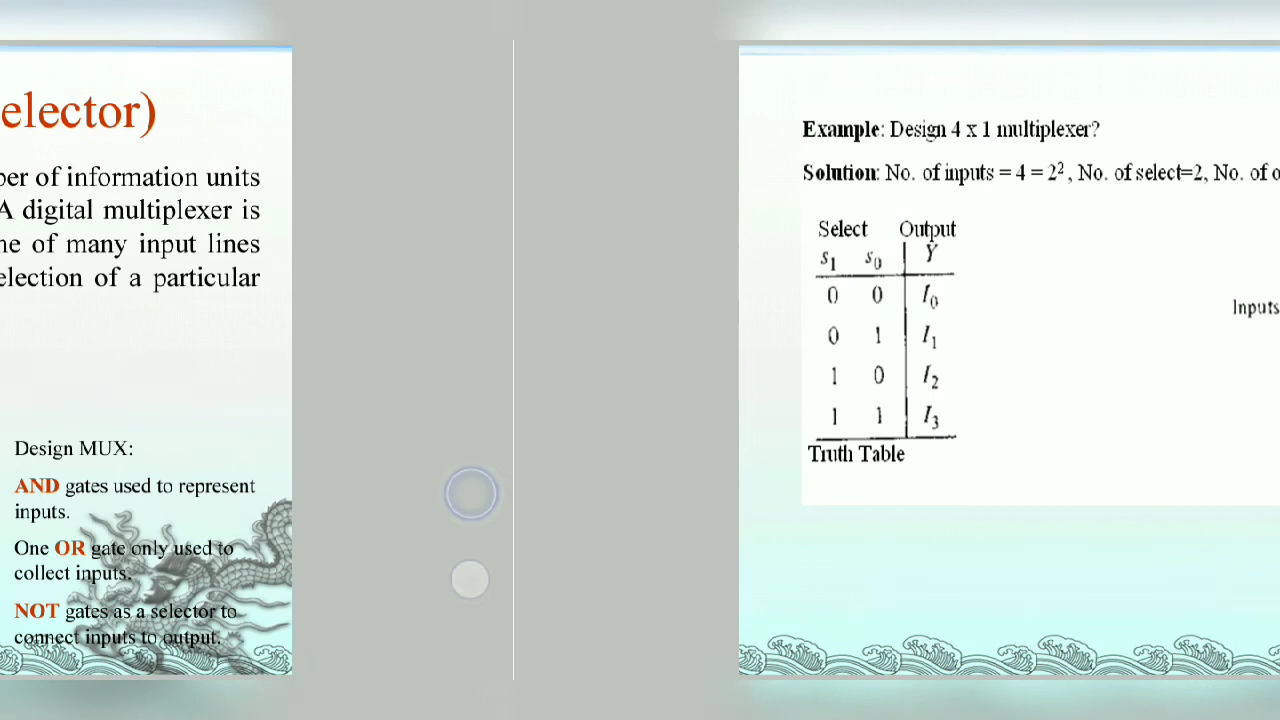 elector)
ber of information units
A digital multiplexer is
ne of many input lines
election of a particular
Design MUX:
AND gates used to represent
inputs.
One OR gate only used to
collect inputs.
NOT gates as a selector to
connect inputs to output.
Example: Design 4 x 1 multiplexer?
Solution: No. of inputs = 4 = 2², No. of select=2, No. of o
Select Output
s₁ s₀ Y
0 0 I₀
0 1 I₁
1 0 I₂
1 1 I₃
Truth Table
Inputs